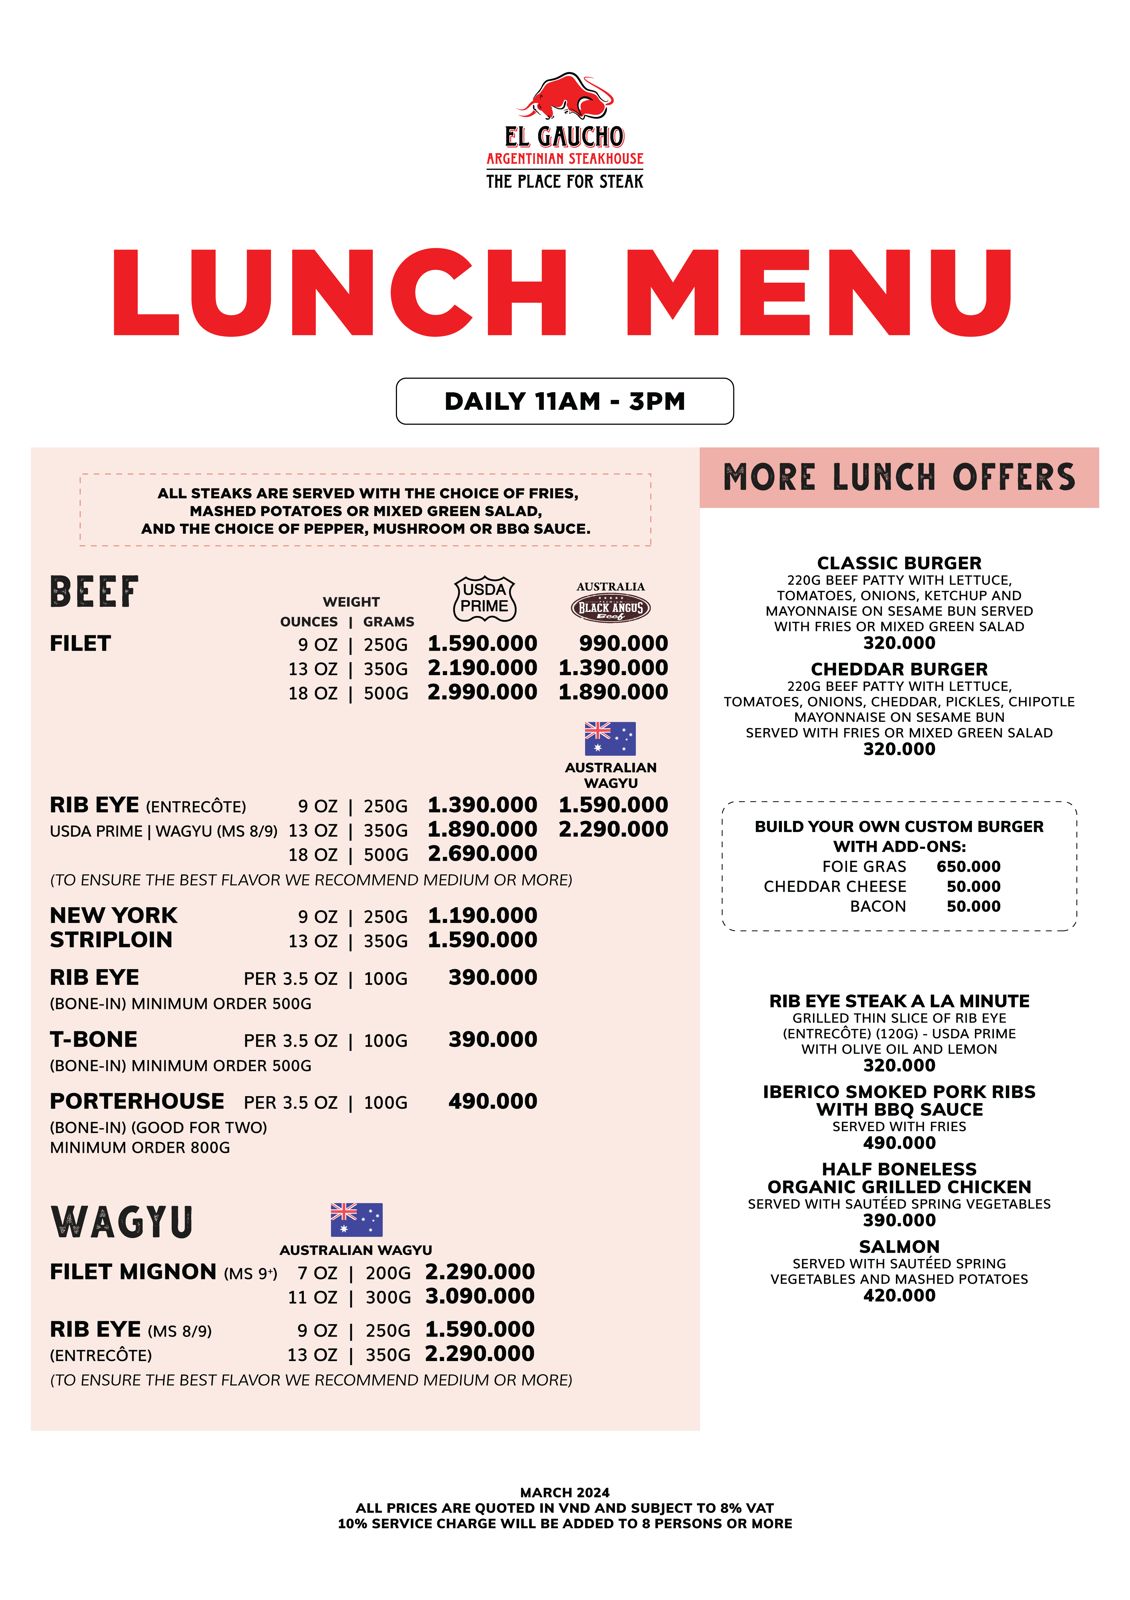 EL GAUCHO
ARGENTINIAN STEAKHOUSE
THE PLACE FOR STEAK
LUNCH MENU
DAILY 11AM - 3PM
ALL STEAKS ARE SERVED WITH THE CHOICE OF FRIES,
MASHED POTATOES OR MIXED GREEN SALAD,
AND THE CHOICE OF PEPPER, MUSHROOM OR BBQ SAUCE.
BEEF
WEIGHT
OUNCES | GRAMS
USDA
PRIME
AUSTRALIA
BLACK ANGUS
Beef
FILET 9 OZ | 250G 1.590.000 990.000
13 OZ | 350G 2.190.000 1.390.000
18 OZ | 500G 2.990.000 1.890.000
AUSTRALIAN
WAGYU
RIB EYE (ENTRECÔTE) 9 OZ | 250G 1.390.000 1.590.000
USDA PRIME | WAGYU (MS 8/9) 13 OZ | 350G 1.890.000 2.290.000
18 OZ | 500G 2.690.000
(TO ENSURE THE BEST FLAVOR WE RECOMMEND MEDIUM OR MORE)
NEW YORK 9 OZ | 250G 1.190.000
STRIPLOIN 13 OZ | 350G 1.590.000
RIB EYE PER 3.5 OZ | 100G 390.000
(BONE-IN) MINIMUM ORDER 500G
T-BONE PER 3.5 OZ | 100G 390.000
(BONE-IN) MINIMUM ORDER 500G
PORTERHOUSE PER 3.5 OZ | 100G 490.000
(BONE-IN) (GOOD FOR TWO)
MINIMUM ORDER 800G
WAGYU
AUSTRALIAN WAGYU
FILET MIGNON (MS 9+) 7 OZ | 200G 2.290.000
11 OZ | 300G 3.090.000
RIB EYE (MS 8/9) 9 OZ | 250G 1.590.000
(ENTRECÔTE) 13 OZ | 350G 2.290.000
(TO ENSURE THE BEST FLAVOR WE RECOMMEND MEDIUM OR MORE)
MORE LUNCH OFFERS
CLASSIC BURGER
220G BEEF PATTY WITH LETTUCE,
TOMATOES, ONIONS, KETCHUP AND
MAYONNAISE ON SESAME BUN SERVED
WITH FRIES OR MIXED GREEN SALAD
320.000
CHEDDAR BURGER
220G BEEF PATTY WITH LETTUCE,
TOMATOES, ONIONS, CHEDDAR, PICKLES, CHIPOTLE
MAYONNAISE ON SESAME BUN
SERVED WITH FRIES OR MIXED GREEN SALAD
320.000
BUILD YOUR OWN CUSTOM BURGER
WITH ADD-ONS:
FOIE GRAS 650.000
CHEDDAR CHEESE 50.000
BACON 50.000
RIB EYE STEAK A LA MINUTE
GRILLED THIN SLICE OF RIB EYE
(ENTRECÔTE) (120G) - USDA PRIME
WITH OLIVE OIL AND LEMON
320.000
IBERICO SMOKED PORK RIBS
WITH BBQ SAUCE
SERVED WITH FRIES
490.000
HALF BONELESS
ORGANIC GRILLED CHICKEN
SERVED WITH SAUTÉED SPRING VEGETABLES
390.000
SALMON
SERVED WITH SAUTÉED SPRING
VEGETABLES AND MASHED POTATOES
420.000
MARCH 2024
ALL PRICES ARE QUOTED IN VND AND SUBJECT TO 8% VAT
10% SERVICE CHARGE WILL BE ADDED TO 8 PERSONS OR MORE